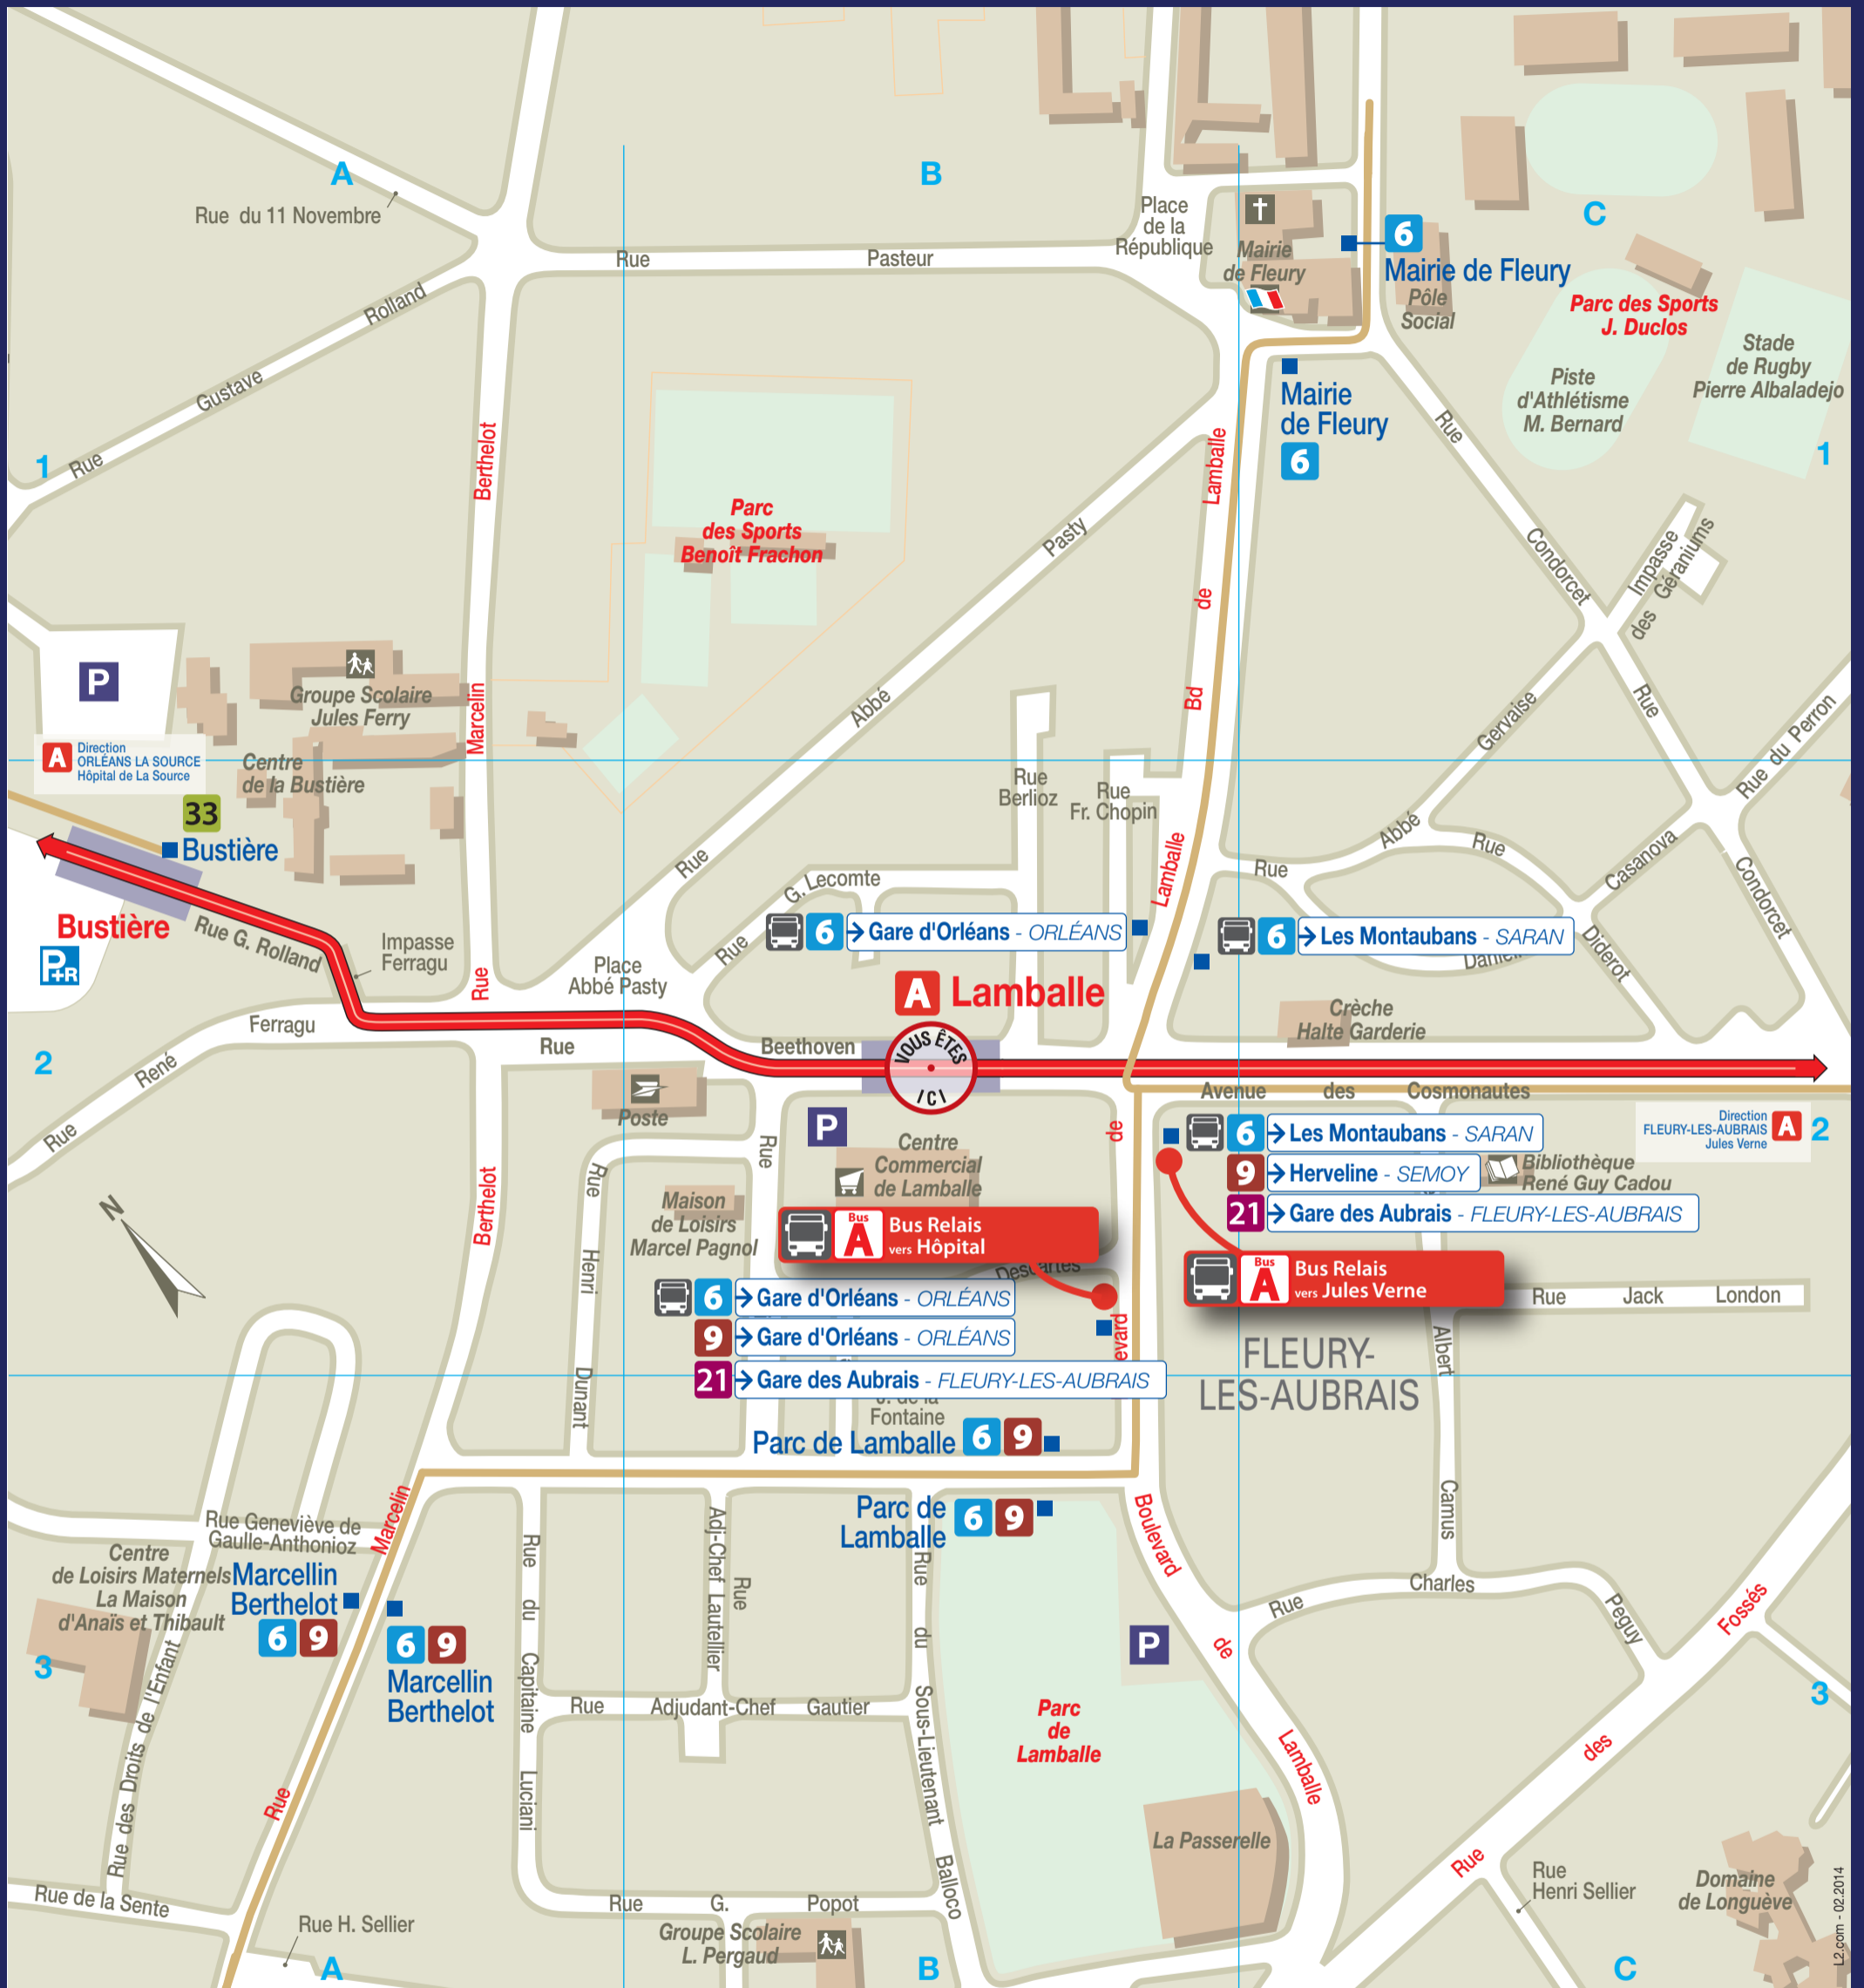 A
B
C
Rue du 11 Novembre
Place
de la
République
Mairie
de Fleury
6
Mairie de Fleury
Pôle
Social
Rue Pasteur
Rue Gustave Rolland
Parc des Sports
J. Duclos
Stade
de Rugby
Pierre Albaladejo
Piste
d'Athlétisme
M. Bernard
Mairie
de Fleury
6
1
1
Rue Marcelin Berthelot
Parc
des Sports
Benoît Frachon
Rue Abbé Pasty
Bd de Lamballe
Lamballe
Rue Condorcet
Impasse
des Géraniums
Rue Condorcet
Rue du Perron
P
Groupe Scolaire
Jules Ferry
A
Direction
ORLÉANS LA SOURCE
Hôpital de La Source
Centre
de la Bustière
33
Bustière
Bustière
P+R
Rue G. Rolland
Impasse
Ferragu
Rue
Berlioz
Rue
Fr. Chopin
Rue G. Lecomte
Rue Abbé Gervaise
Rue
Casanova
Diderot
6 Gare d'Orléans - ORLÉANS
6 Les Montaubans - SARAN
Place
Abbé Pasty
A Lamballe
Crèche
Halte Garderie
VOUS ÊTES
ICI
2
Rue René Ferragu
Rue Beethoven
Avenue des Cosmonautes
Direction
FLEURY-LES-AUBRAIS
Jules Verne
A
2
Poste
P
Centre
Commercial
de Lamballe
Rue
de
6 Les Montaubans - SARAN
9 Herveline - SEMOY
21 Gare des Aubrais - FLEURY-LES-AUBRAIS
Bibliothèque
René Guy Cadou
N
Berthelot
Rue Henri Dunant
Maison
de Loisirs
Marcel Pagnol
Bus
A
Bus Relais
vers Hôpital
Descartes
Bus
A
Bus Relais
vers Jules Verne
Rue Jack London
6 Gare d'Orléans - ORLÉANS
9 Gare d'Orléans - ORLÉANS
21 Gare des Aubrais - FLEURY-LES-AUBRAIS
evard
FLEURY-
LES-AUBRAIS
Albert Camus
J. de la
Fontaine
Parc de Lamballe 6 9
Parc de
Lamballe
6 9
Rue Geneviève de
Gaulle-Anthonioz
Centre
de Loisirs Maternels
La Maison
d'Anaïs et Thibault
Marcellin
Berthelot
6 9
6 9
Marcellin
Berthelot
Rue Marcelin
Rue des Droits de l'Enfant
Rue du Capitaine Luciani
Rue
Adj-Chef Lautellier
Rue du Sous-Lieutenant Balloco
Rue Adjudant-Chef Gautier
Boulevard de Lamballe
P
Parc
de
Lamballe
Rue Charles Peguy
Rue des Fossés
3
3
La Passerelle
Rue de la Sente
Rue H. Sellier
Rue G. Popot
Groupe Scolaire
L. Pergaud
Rue
Henri Sellier
Domaine
de Longuève
A
B
C
L2.com - 02.2014